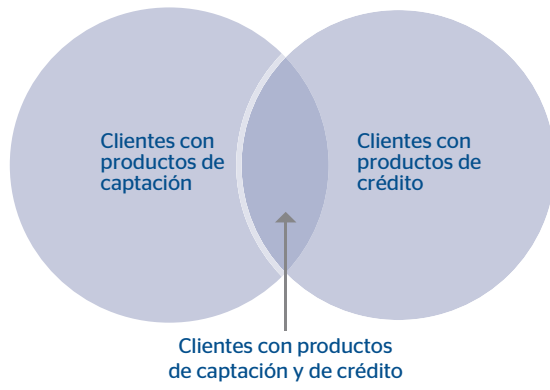 Clientes con
productos de
captación
Clientes con
productos de
crédito
Clientes con productos
de captación y de crédito